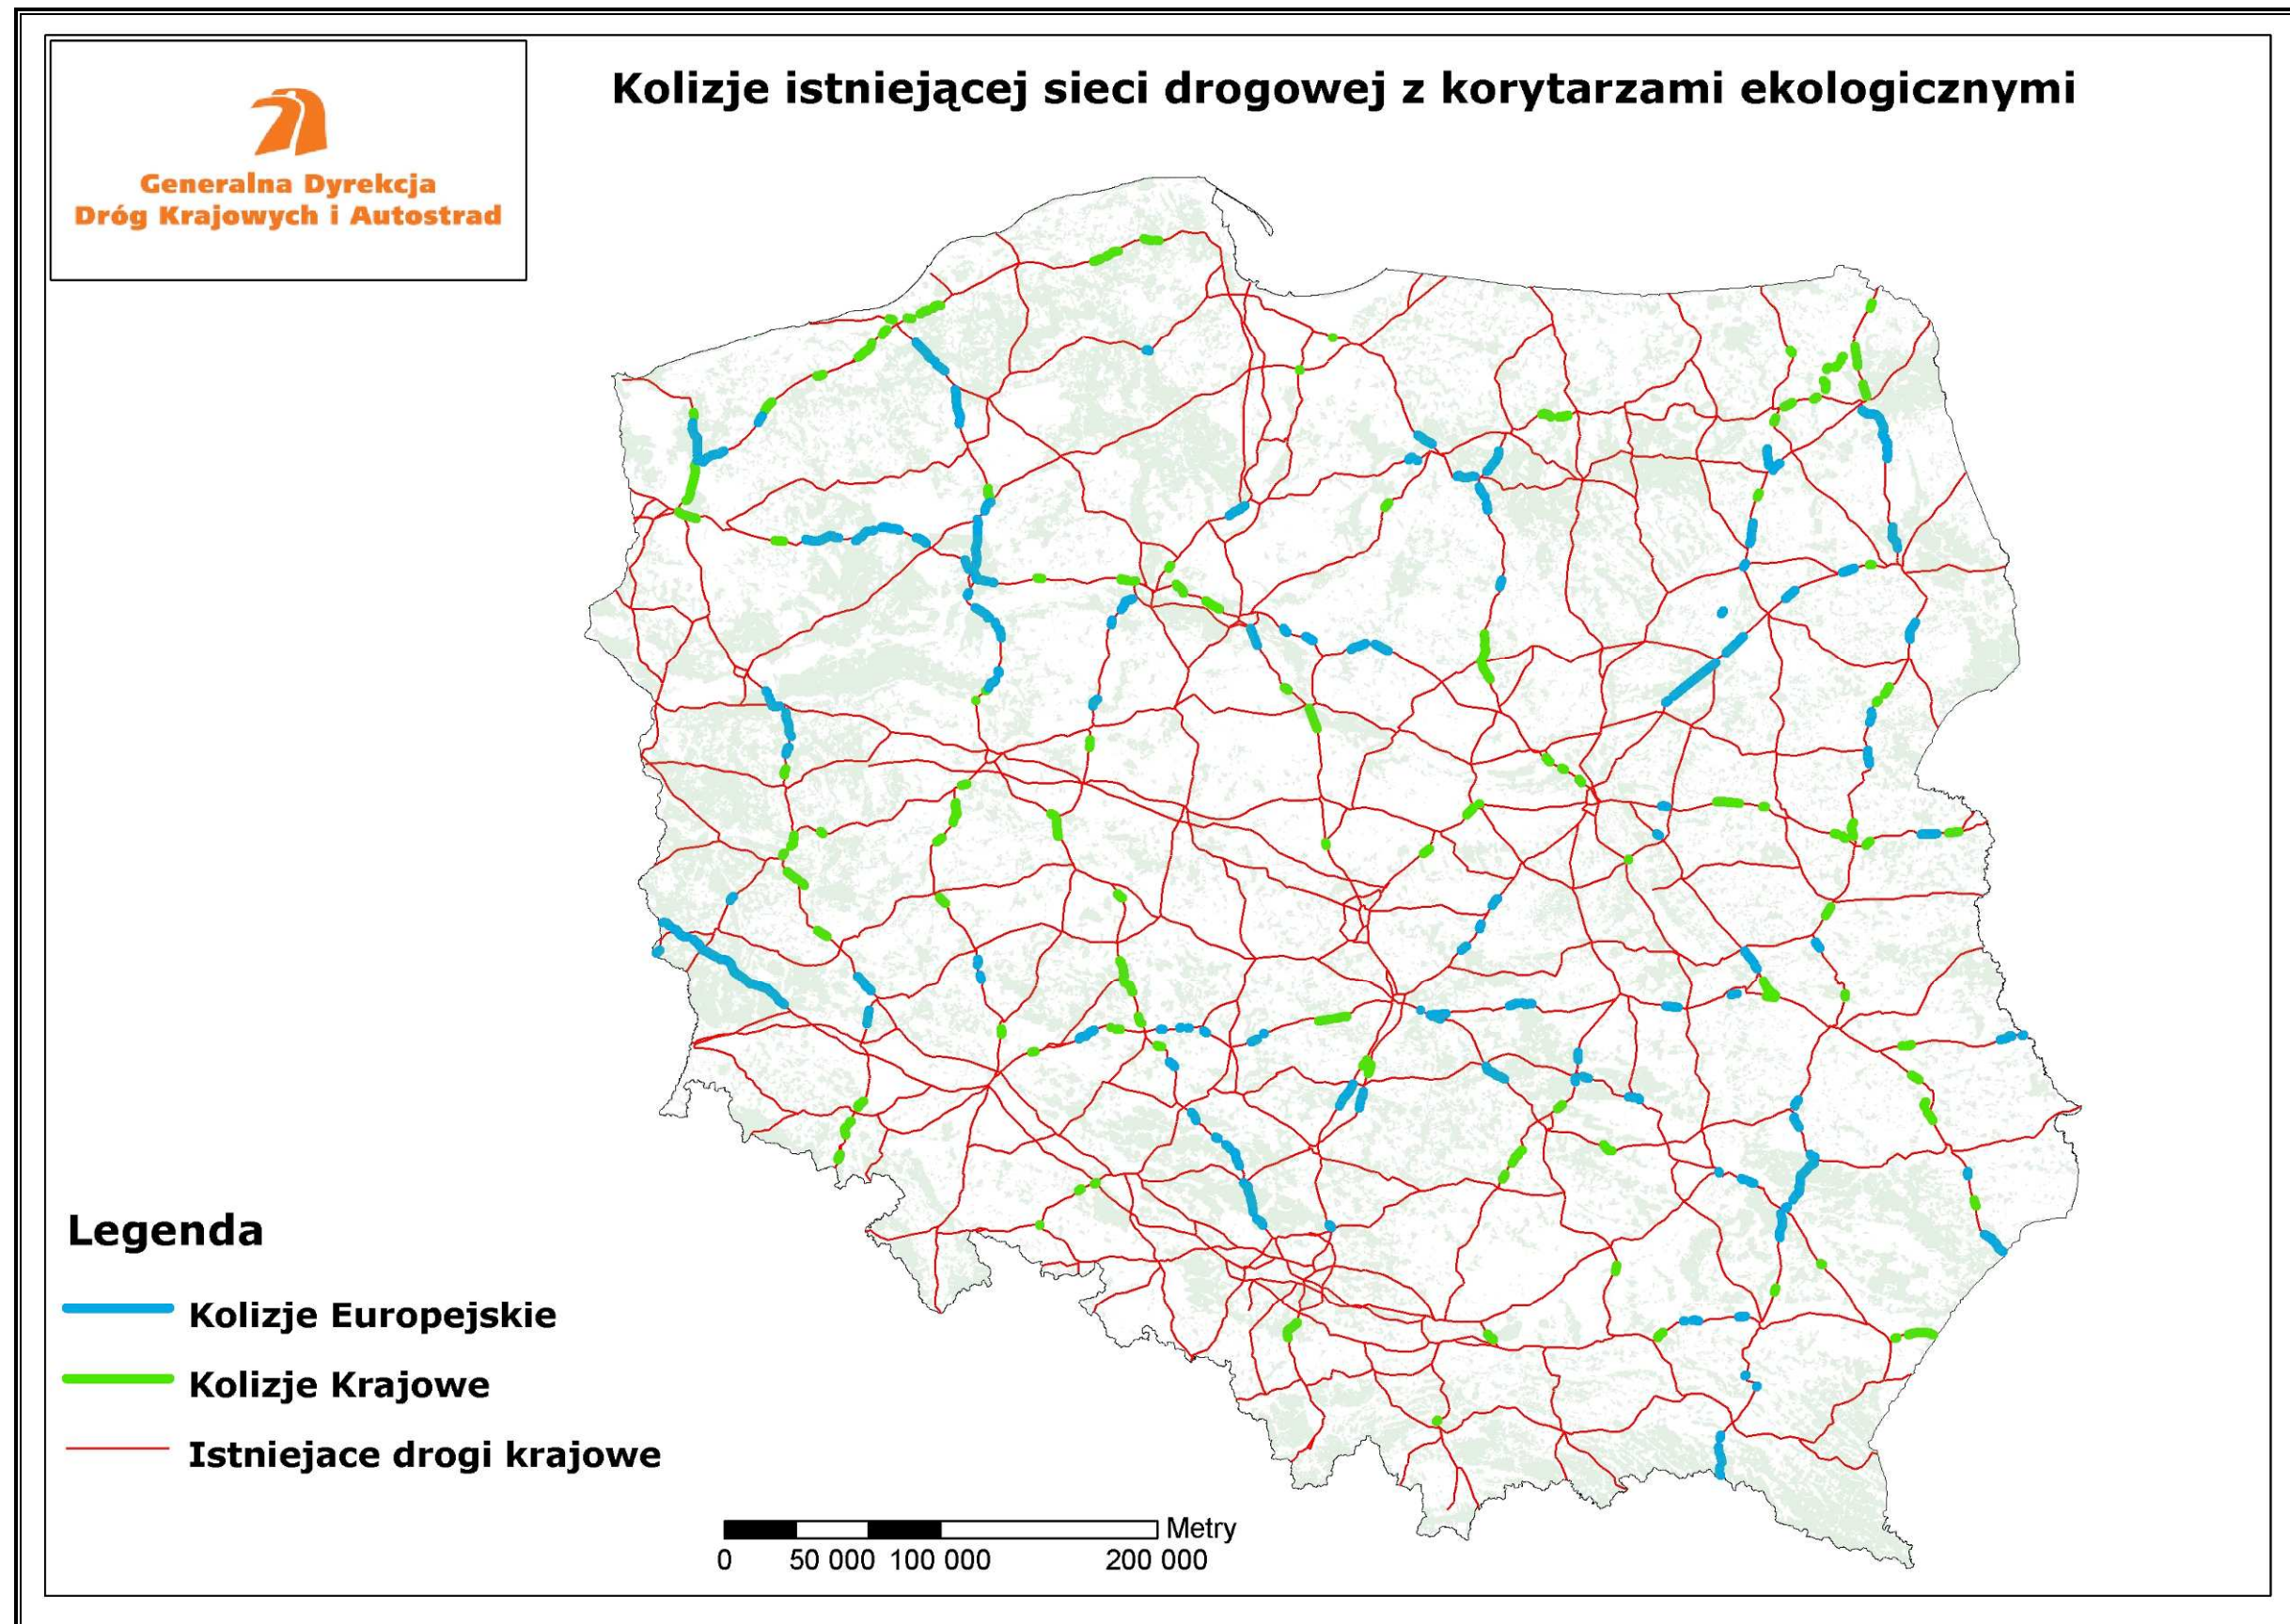 Generalna Dyrekcja
Dróg Krajowych i Autostrad
Kolizje istniejącej sieci drogowej z korytarzami ekologicznymi
Legenda
Kolizje Europejskie
Kolizje Krajowe
Istniejace drogi krajowe
Metry
0 50 000 100 000 200 000